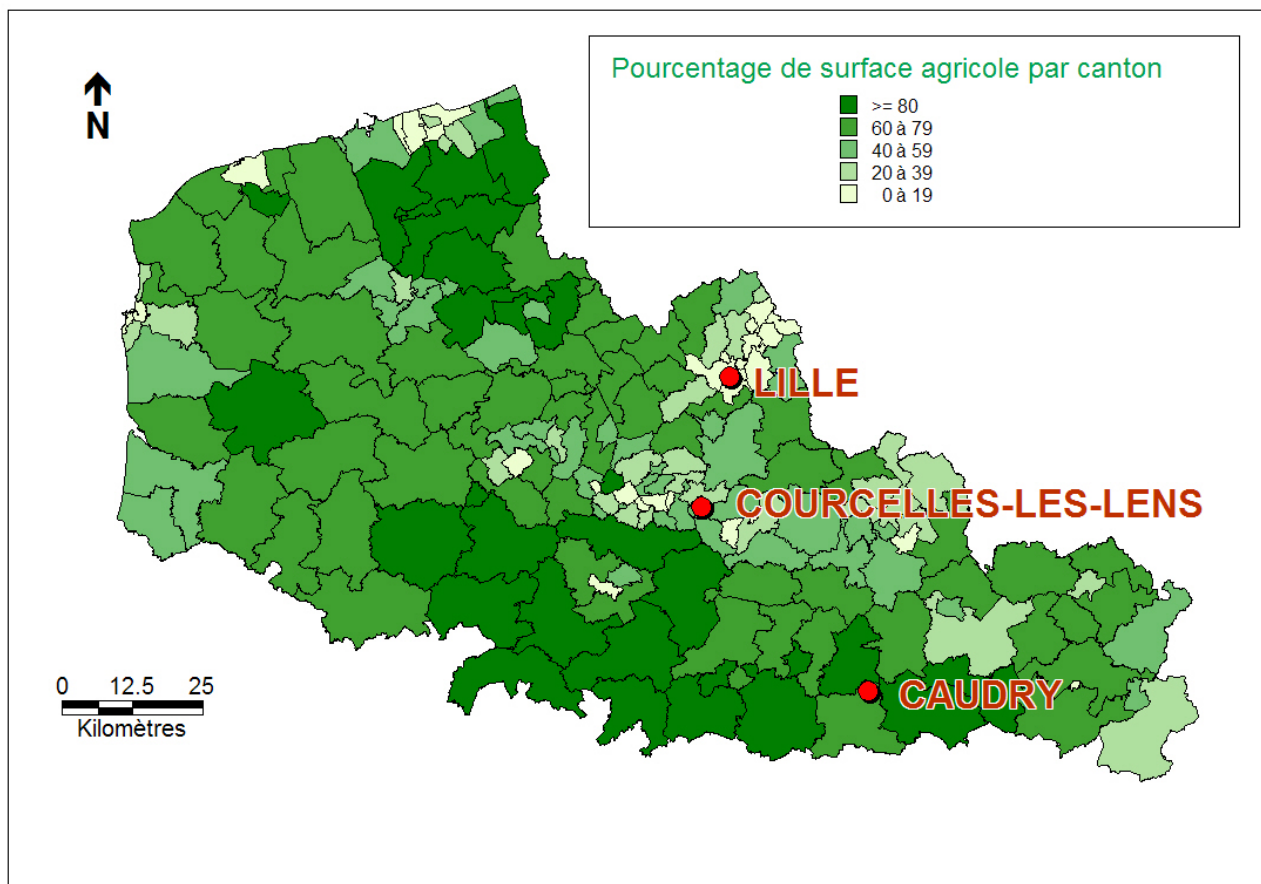 Pourcentage de surface agricole par canton
>= 80
60 à 79
40 à 59
20 à 39
0 à 19
N
LILLE
COURCELLES-LES-LENS
CAUDRY
0 12.5 25
Kilomètres